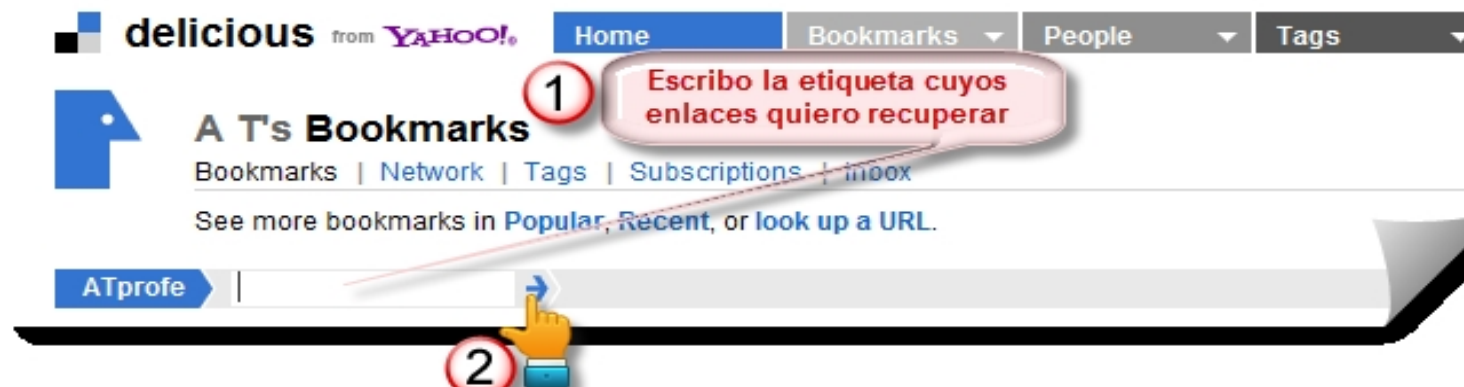 delicious from YAHOO!. Home Bookmarks People Tags
1 Escribo la etiqueta cuyos
enlaces quiero recuperar
A T's Bookmarks
Bookmarks | Network | Tags | Subscriptions | Inbox
See more bookmarks in Popular, Recent, or look up a URL.
ATprofe
2